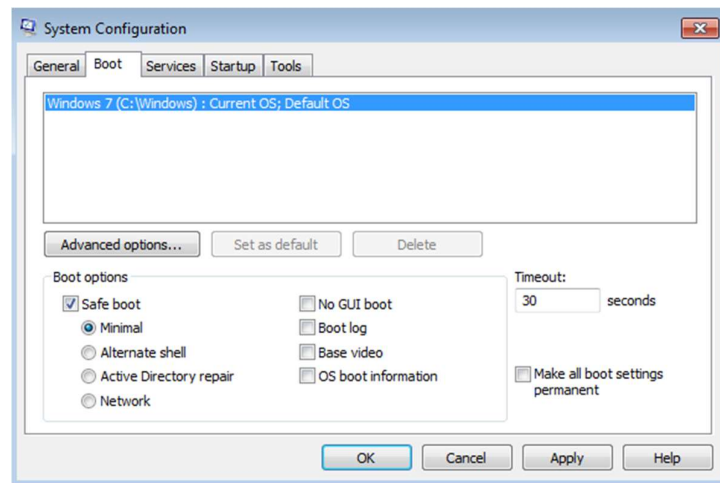 System Configuration
General Boot Services Startup Tools
Windows 7 (C:\Windows) : Current OS; Default OS
Advanced options... Set as default Delete
Boot options
Timeout:
Safe boot
No GUI boot
30 seconds
Minimal
Boot log
Alternate shell
Base video
Active Directory repair
OS boot information
Make all boot settings
permanent
Network
OK Cancel Apply Help